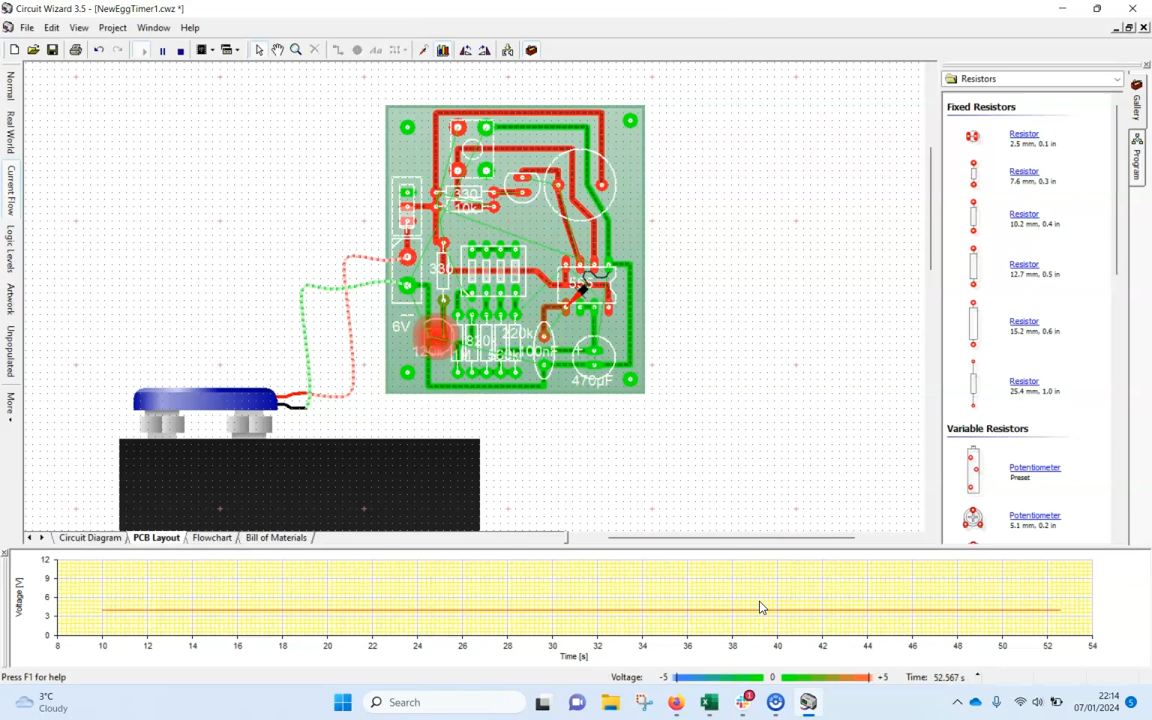 Circuit Wizard 3.5 - [NewEggTimer1.cwz *]
File Edit View Project Window Help
Normal
Real World
Current Flow
Logic Levels
Artwork
Unpopulated
More
Resistors
Gallery
Program
Fixed Resistors
Resistor
2.5 mm, 0.1 in
Resistor
7.6 mm, 0.3 in
Resistor
10.2 mm, 0.4 in
Resistor
12.7 mm, 0.5 in
Resistor
15.2 mm, 0.6 in
Resistor
25.4 mm, 1.0 in
Variable Resistors
Potentiometer
Preset
Potentiometer
5.1 mm, 0.2 in
330
10k
330
6V
220k
820k
100nF
470µF
Circuit Diagram PCB Layout Flowchart Bill of Materials
Voltage [V]
12
9
6
3
0
8 10 12 14 16 18 20 22 24 26 28 30 32 34 36 38 40 42 44 46 48 50 52 54
Time [s]
Press F1 for help
Voltage: -5 0 +5 Time: 52.567 s
3°C
Cloudy
Search
1
22:14
07/01/2024
5